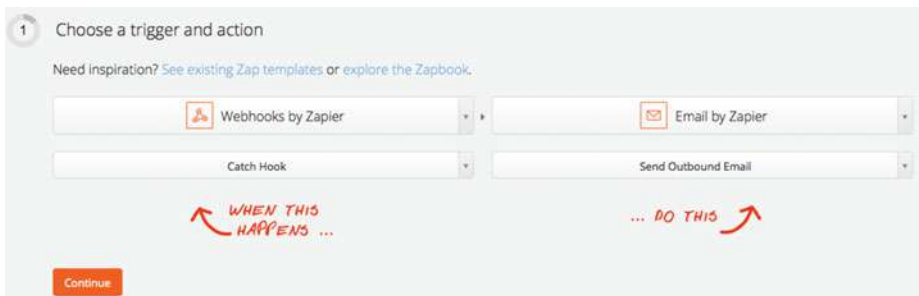 1 Choose a trigger and action
Need inspiration? See existing Zap templates or explore the Zapbook.
Webhooks by Zapier
Email by Zapier
Catch Hook
Send Outbound Email
WHEN THIS
HAPPENS ...
... DO THIS
Continue